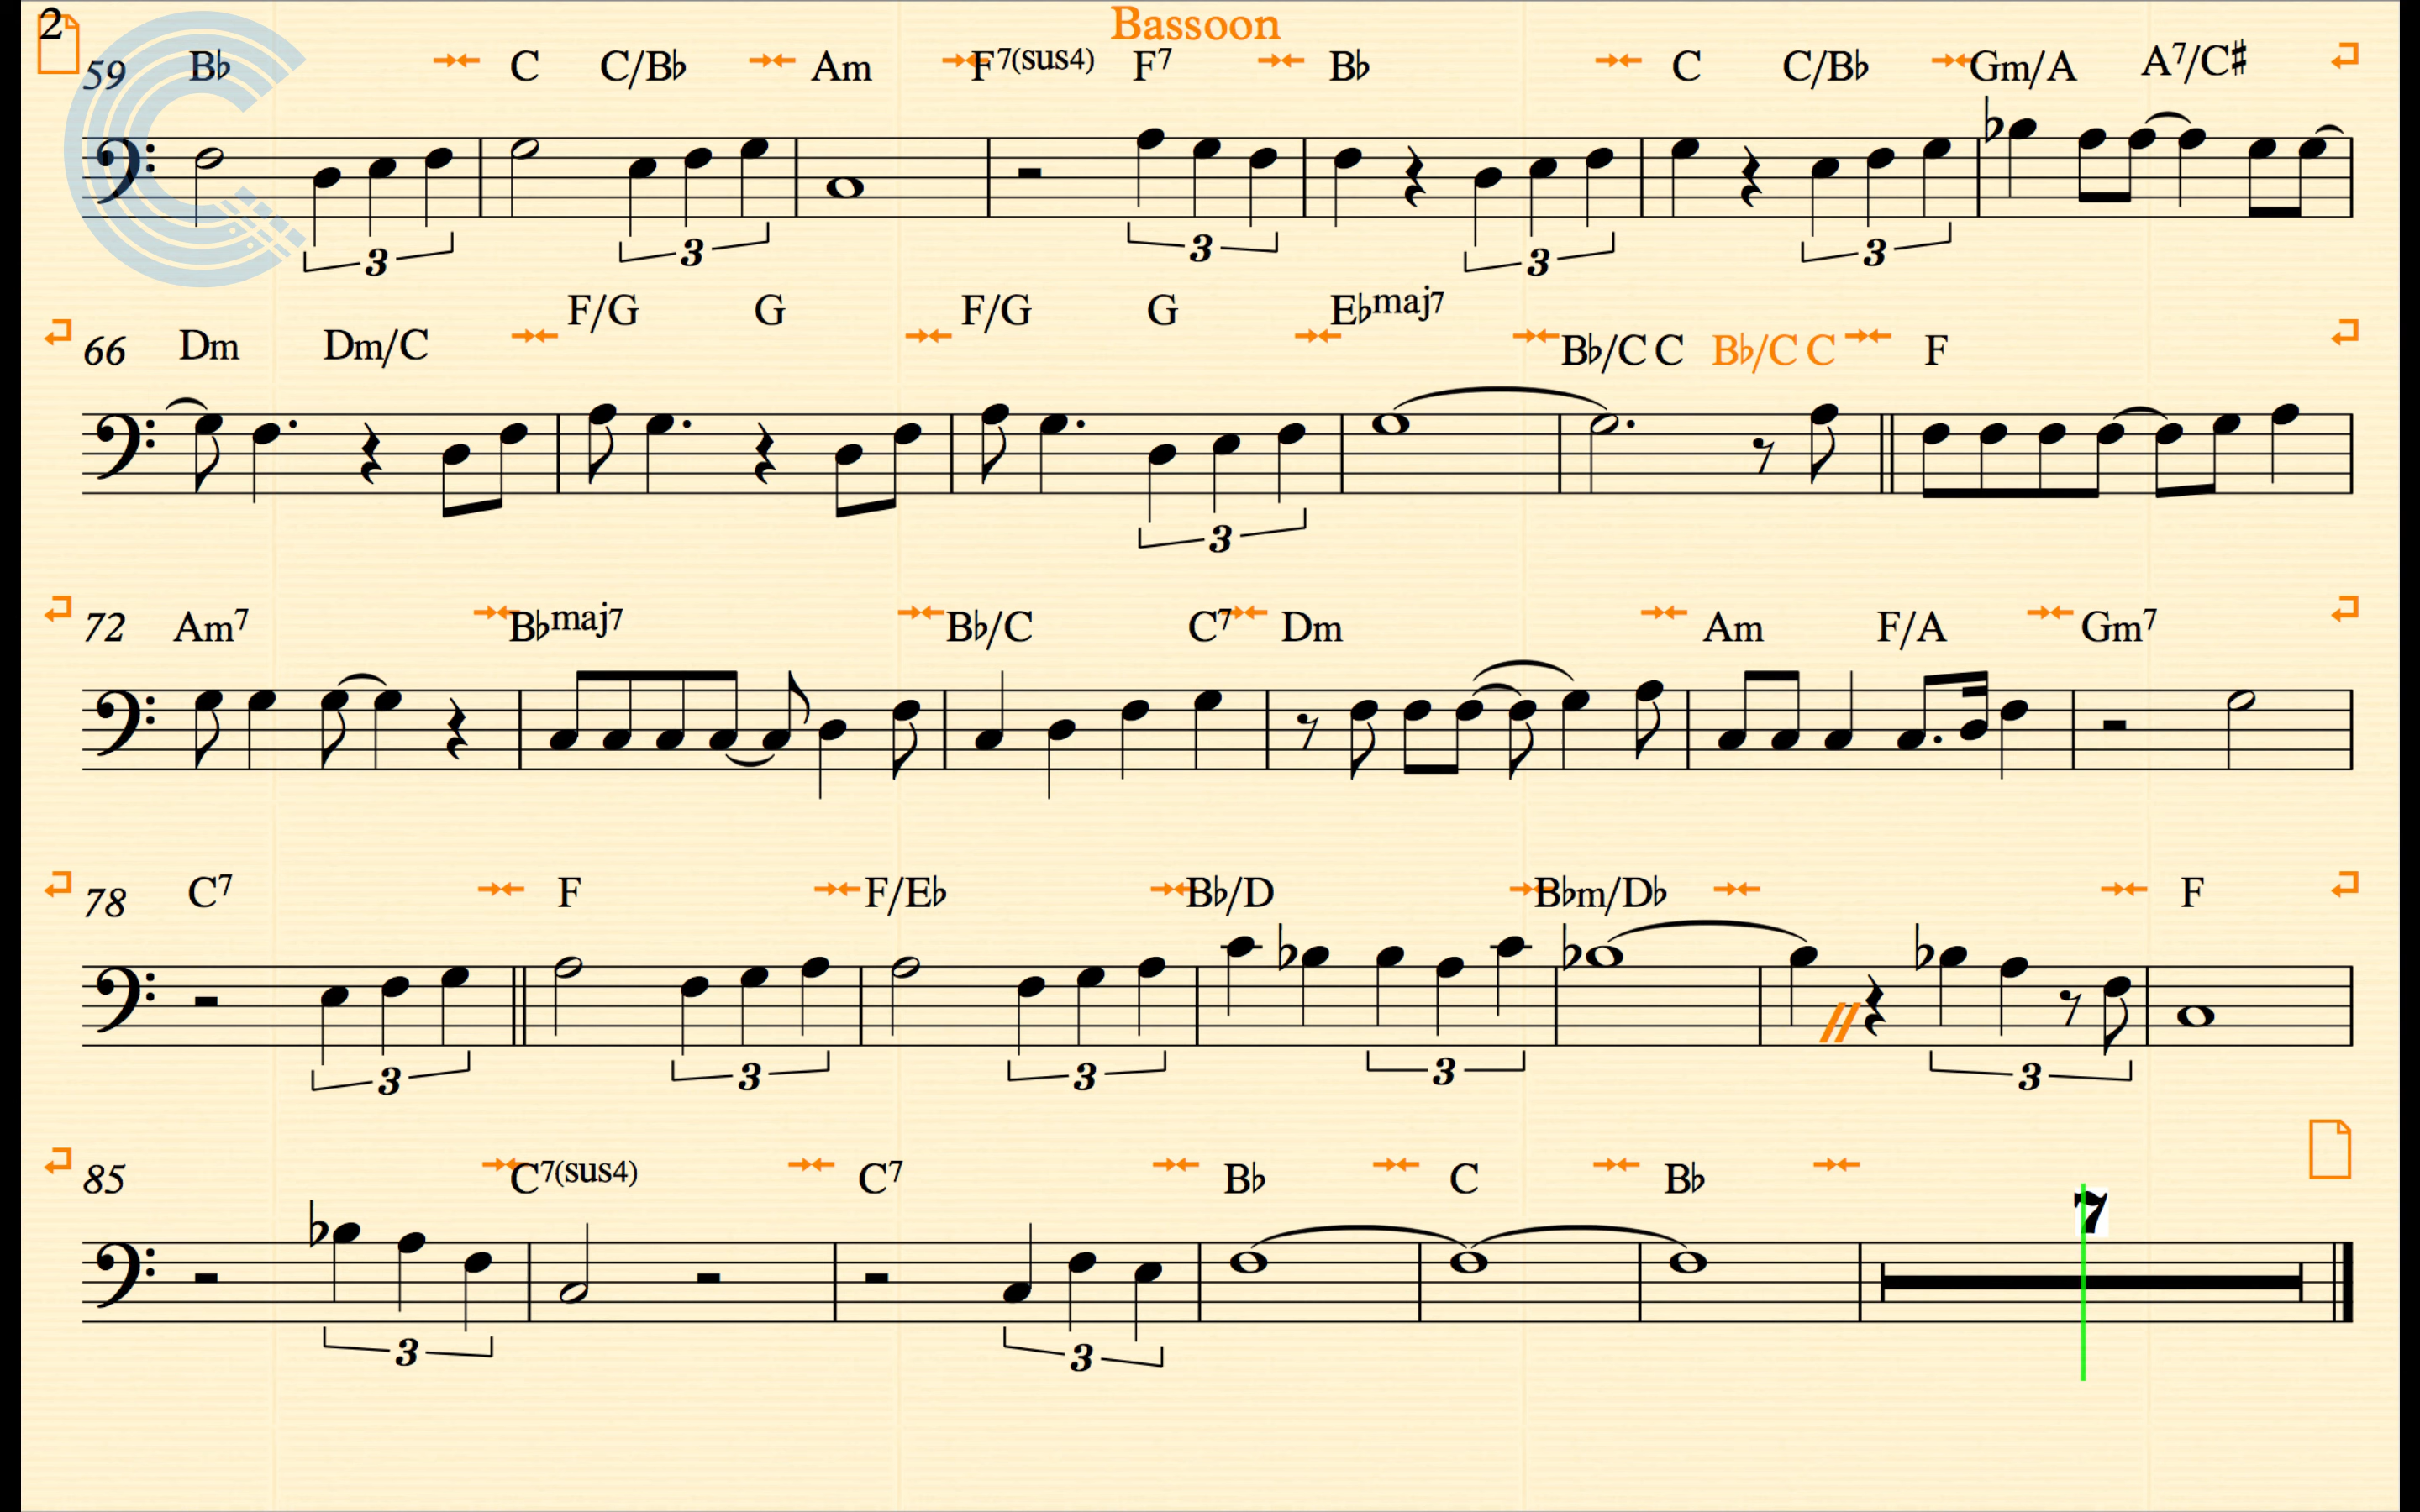 2 Bassoon
59 B♭ C C/B♭ Am F7(sus4) F7 B♭ C C/B♭ Gm/A A7/C♯
3 3 3 3 3
66 Dm Dm/C F/G G F/G G E♭maj7 B♭/C C B♭/C C F
3
72 Am7 B♭maj7 B♭/C C7 Dm Am F/A Gm7
78 C7 F F/E♭ B♭/D B♭m/D♭ F
3 3 3 3 3
85 C7(sus4) C7 B♭ C B♭ 7
3 3